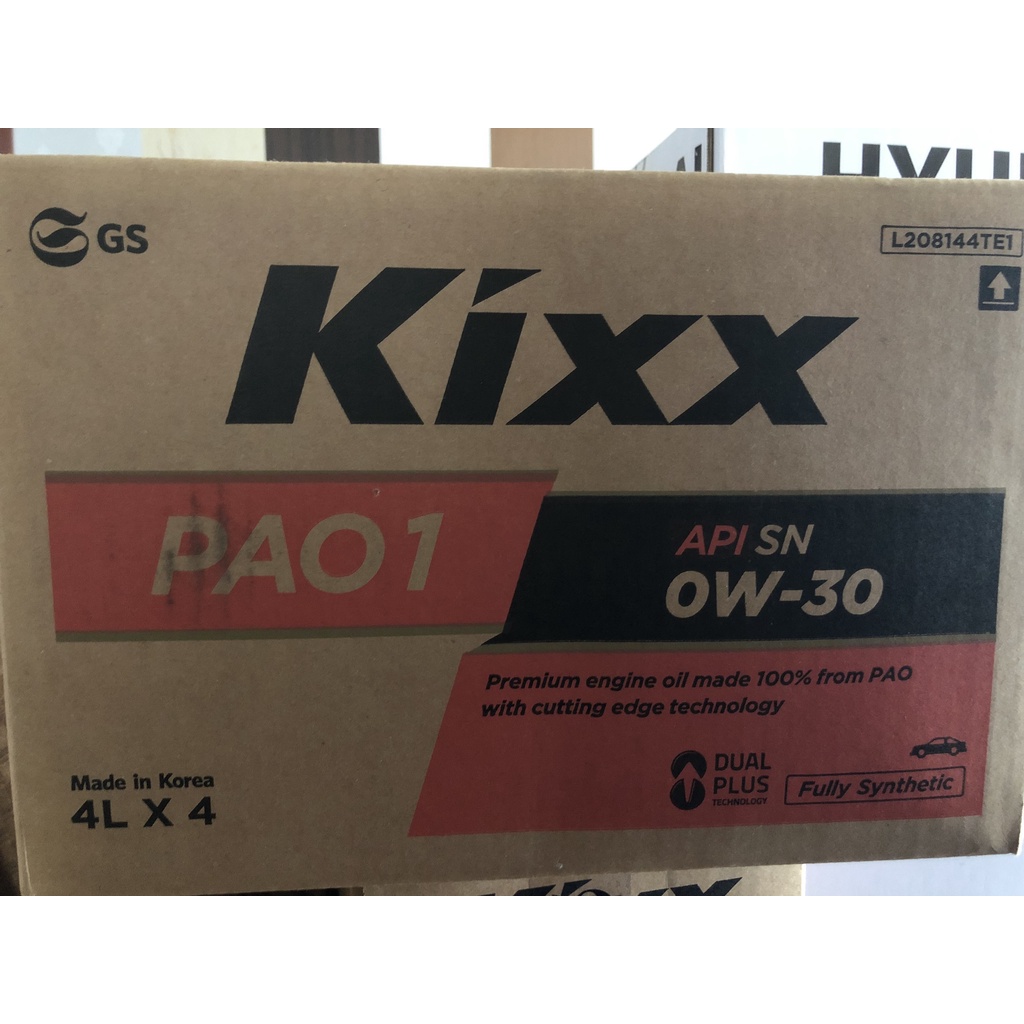 GS
L208144TE1
Kixx
PAO1
API SN
0W-30
Premium engine oil made 100% from PAO
with cutting edge technology
DUAL
PLUS
TECHNOLOGY
Fully Synthetic
Made in Korea
4L X 4